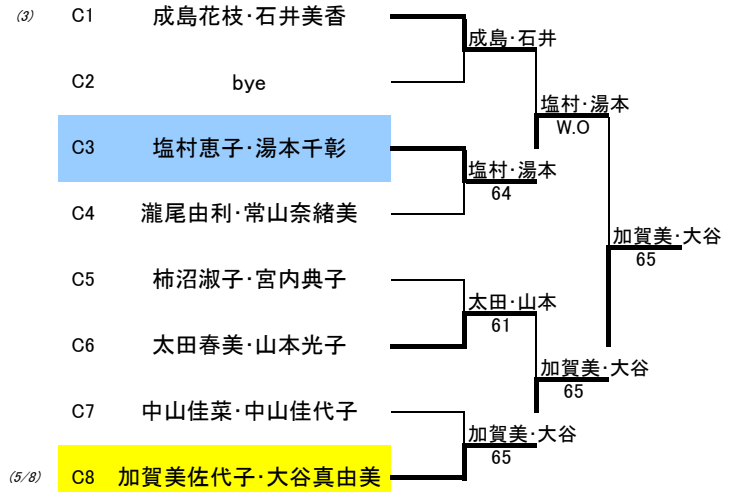 (3) C1 成島花枝・石井美香
成島・石井
C2 bye
塩村・湯本
W.O
C3 塩村恵子・湯本千彰
塩村・湯本
64
C4 瀧尾由利・常山奈緒美
加賀美・大谷
65
C5 柿沼淑子・宮内典子
太田・山本
61
C6 太田春美・山本光子
加賀美・大谷
65
C7 中山佳菜・中山佳代子
加賀美・大谷
65
(5/8) C8 加賀美佐代子・大谷真由美